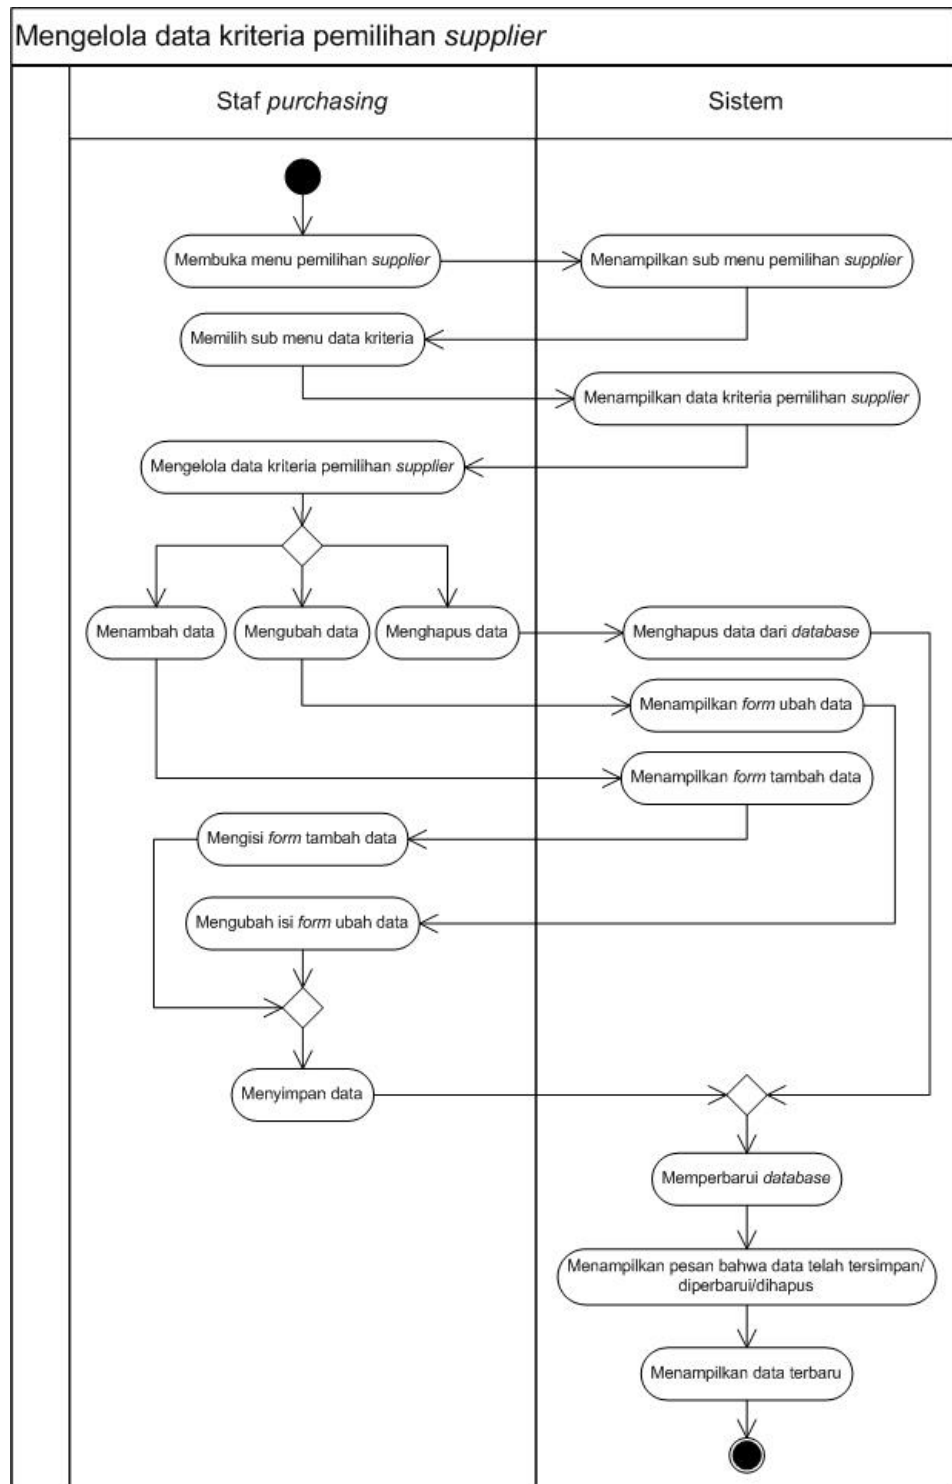 Mengelola data kriteria pemilihan supplier
Staf purchasing
Sistem
Membuka menu pemilihan supplier
Menampilkan sub menu pemilihan supplier
Memilih sub menu data kriteria
Menampilkan data kriteria pemilihan supplier
Mengelola data kriteria pemilihan supplier
Menambah data
Mengubah data
Menghapus data
Menghapus data dari database
Menampilkan form ubah data
Menampilkan form tambah data
Mengisi form tambah data
Mengubah isi form ubah data
Menyimpan data
Memperbarui database
Menampilkan pesan bahwa data telah tersimpan/
diperbarui/dihapus
Menampilkan data terbaru